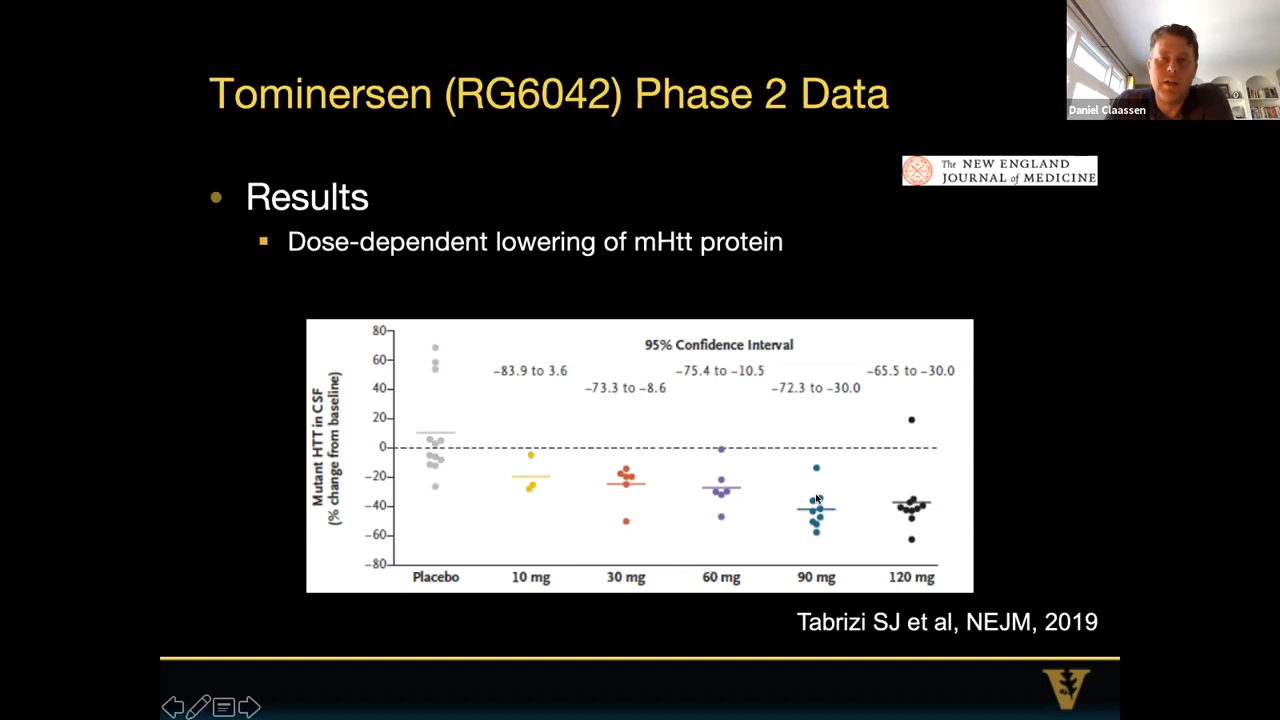 Tominersen (RG6042) Phase 2 Data
Daniel Claassen
The NEW ENGLAND
JOURNAL of MEDICINE
• Results
▪ Dose-dependent lowering of mHtt protein
95% Confidence Interval
−83.9 to 3.6
−73.3 to −8.6
−75.4 to −10.5
−72.3 to −30.0
−65.5 to −30.0
Mutant HTT in CSF
(% change from baseline)
80
60
40
20
0
−20
−40
−60
−80
Placebo
10 mg
30 mg
60 mg
90 mg
120 mg
Tabrizi SJ et al, NEJM, 2019
V